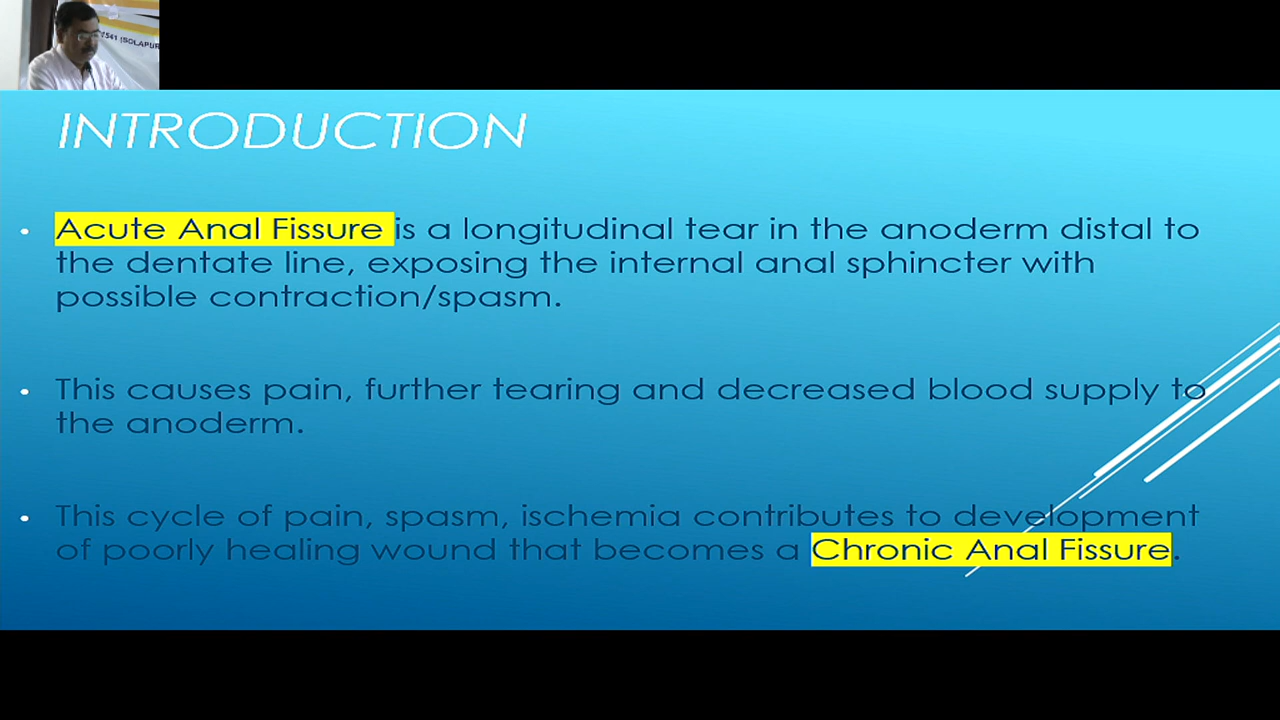 7541 (SOLAPUR
INTRODUCTION
• Acute Anal Fissure is a longitudinal tear in the anoderm distal to
the dentate line, exposing the internal anal sphincter with
possible contraction/spasm.
• This causes pain, further tearing and decreased blood supply to
the anoderm.
• This cycle of pain, spasm, ischemia contributes to development
of poorly healing wound that becomes a Chronic Anal Fissure.